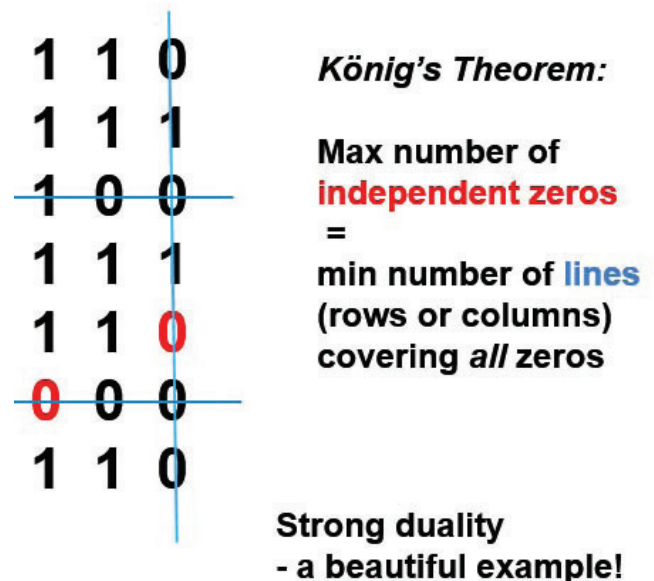 1 1 0
1 1 1
1 0 0
1 1 1
1 1 0
0 0 0
1 1 0
König's Theorem:
Max number of
independent zeros
=
min number of lines
(rows or columns)
covering all zeros
Strong duality
- a beautiful example!